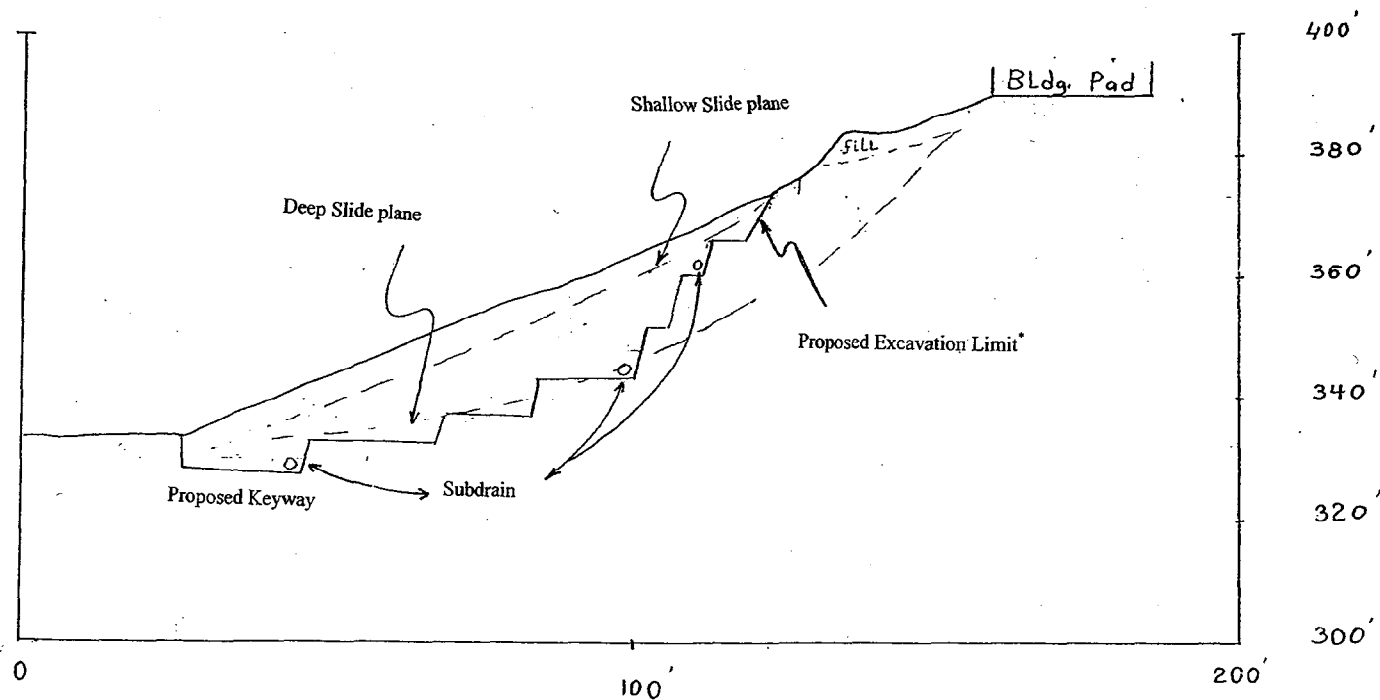 400'
BLdg. Pad
Shallow Slide plane
fill
380'
Deep Slide plane
360'
Proposed Excavation Limit*
340'
Proposed Keyway
Subdrain
320'
300'
0
100'
200'